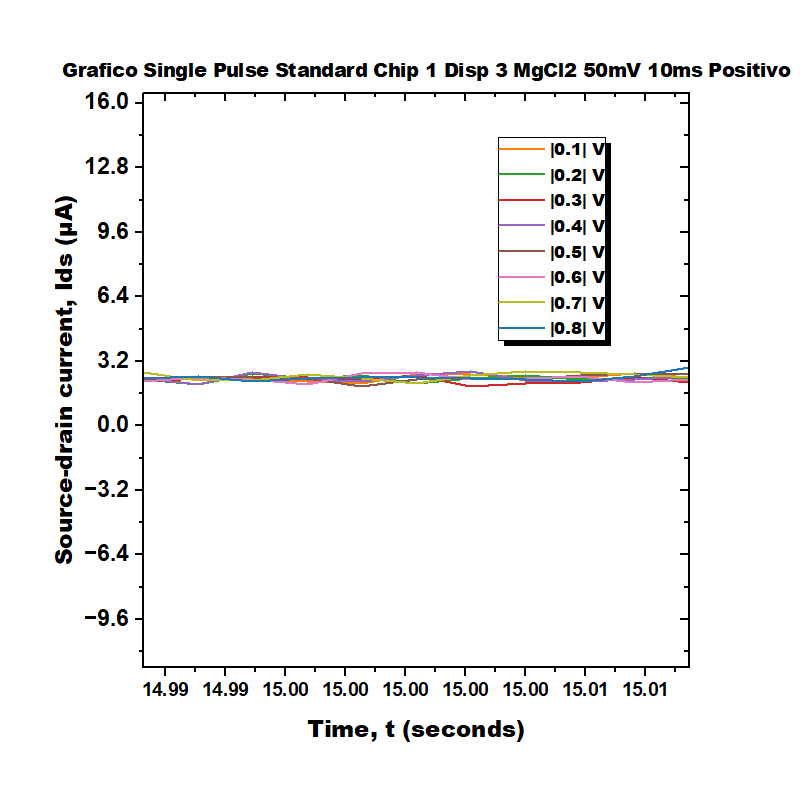 Grafico Single Pulse Standard Chip 1 Disp 3 MgCl2 50mV 10ms Positivo
16.0
12.8
9.6
6.4
3.2
0.0
−3.2
−6.4
−9.6
Source-drain current, Ids (µA)
|0.1| V
|0.2| V
|0.3| V
|0.4| V
|0.5| V
|0.6| V
|0.7| V
|0.8| V
14.99 14.99 15.00 15.00 15.00 15.00 15.00 15.01 15.01
Time, t (seconds)